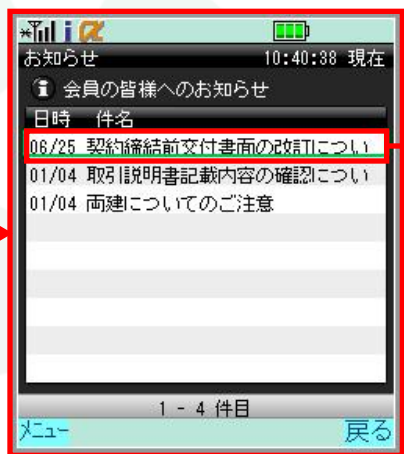 お知らせ 10:40:38 現在
会員の皆様へのお知らせ
日時 件名
06/25 契約締結前交付書面の改訂につい
01/04 取引説明書記載内容の確認につい
01/04 両建についてのご注意
1 - 4 件目
メニュー 戻る